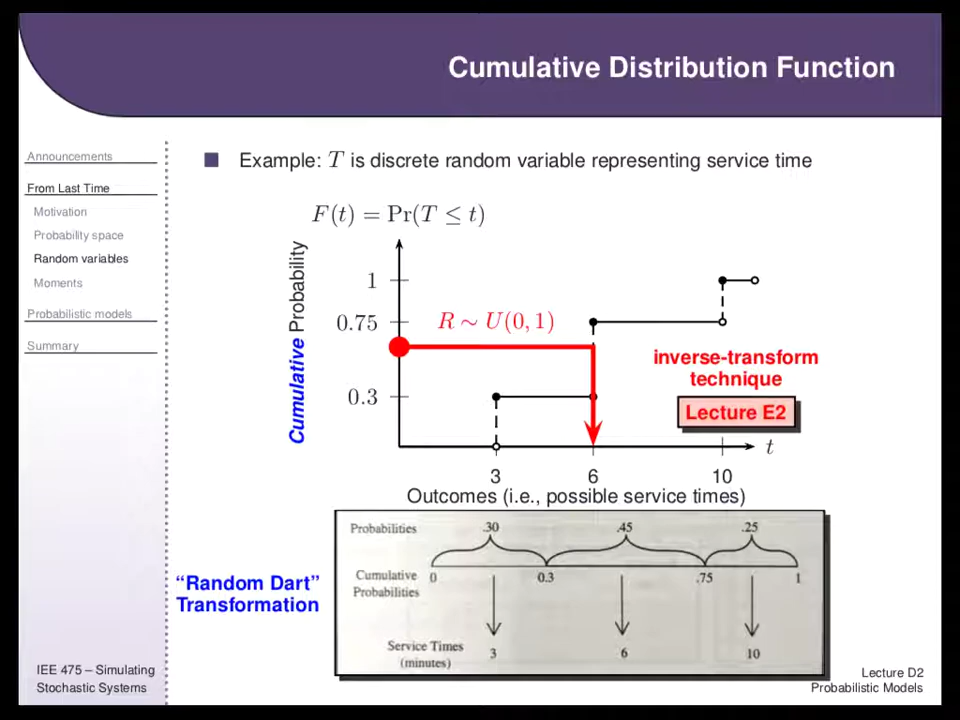 Cumulative Distribution Function
Announcements
From Last Time
Motivation
Probability space
Random variables
Moments
Probabilistic models
Summary
Example: T is discrete random variable representing service time
F(t) = Pr(T ≤ t)
Cumulative Probability
1
0.75
0.3
R ∼ U(0, 1)
inverse-transform
technique
Lecture E2
t
3 6 10
Outcomes (i.e., possible service times)
“Random Dart”
Transformation
Probabilities .30 .45 .25
Cumulative 0 0.3 .75 1
Probabilities
Service Times 3 6 10
(minutes)
IEE 475 – Simulating
Stochastic Systems
Lecture D2
Probabilistic Models